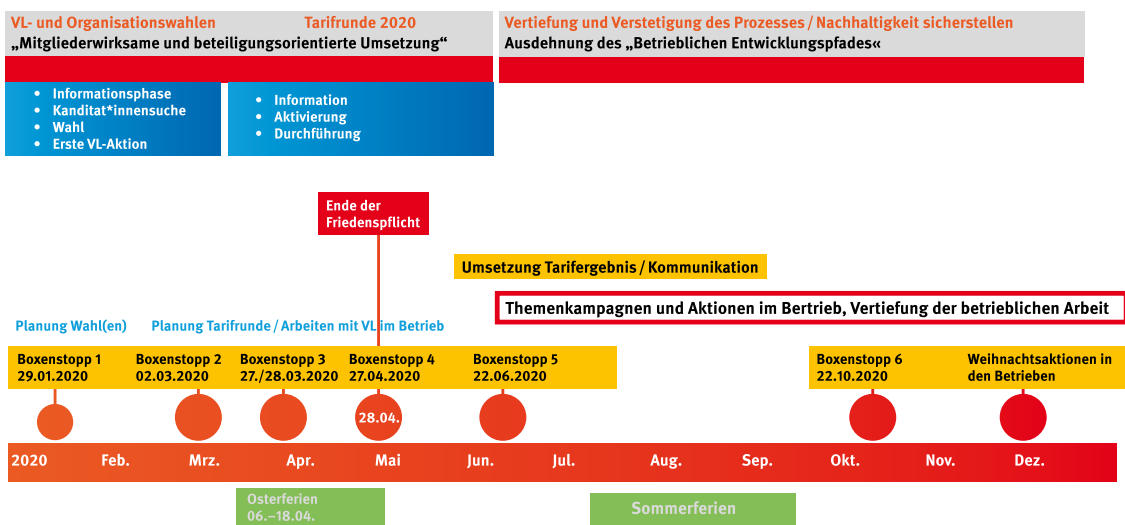 VL- und Organisationswahlen
Tarifrunde 2020
„Mitgliederwirksame und beteiligungsorientierte Umsetzung“
Vertiefung und Verstetigung des Prozesses / Nachhaltigkeit sicherstellen
Ausdehnung des „Betrieblichen Entwicklungspfades«
• Informationsphase
• Kanditat*innensuche
• Wahl
• Erste VL-Aktion
• Information
• Aktivierung
• Durchführung
Ende der
Friedenspflicht
Umsetzung Tarifergebnis / Kommunikation
Themenkampagnen und Aktionen im Bertrieb, Vertiefung der betrieblichen Arbeit
Planung Wahl(en)
Planung Tarifrunde / Arbeiten mit VL im Betrieb
Boxenstopp 1
29.01.2020
Boxenstopp 2
02.03.2020
Boxenstopp 3
27./28.03.2020
Boxenstopp 4
27.04.2020
Boxenstopp 5
22.06.2020
Boxenstopp 6
22.10.2020
Weihnachtsaktionen in
den Betrieben
28.04.
2020 Feb. Mrz. Apr. Mai Jun. Jul. Aug. Sep. Okt. Nov. Dez.
Osterferien
06.–18.04.
Sommerferien